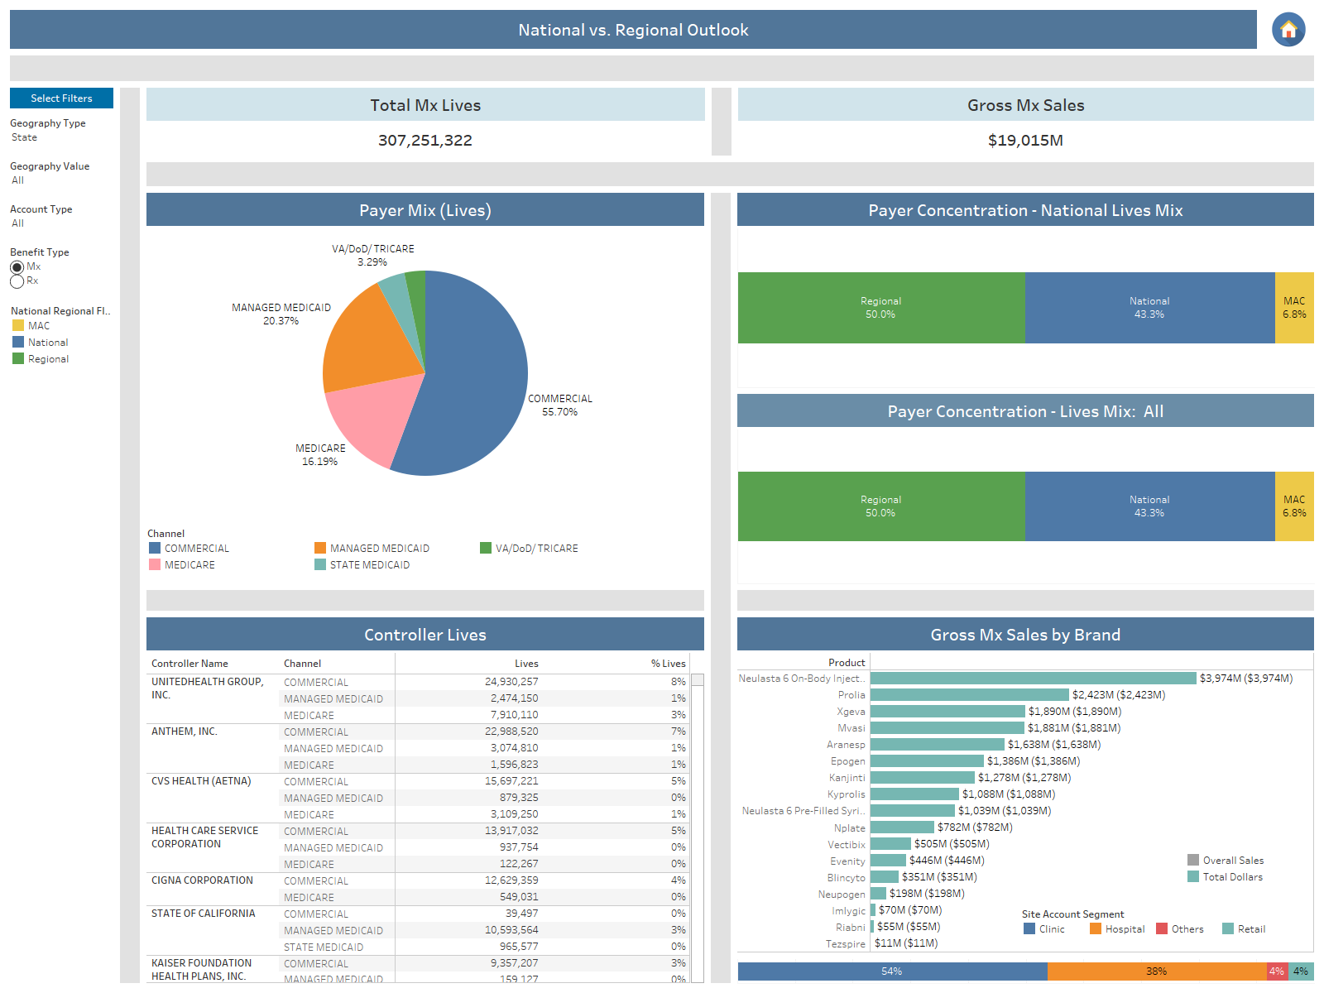 National vs. Regional Outlook
Select Filters
Geography Type
State
Geography Value
All
Account Type
All
Benefit Type
Mx
Rx
National Regional Fl..
MAC
National
Regional
Total Mx Lives
307,251,322
Gross Mx Sales
$19,015M
Payer Mix (Lives)
VA/DoD/ TRICARE
3.29%
MANAGED MEDICAID
20.37%
COMMERCIAL
55.70%
MEDICARE
16.19%
Channel
COMMERCIAL MANAGED MEDICAID VA/DoD/ TRICARE
MEDICARE STATE MEDICAID
Payer Concentration - National Lives Mix
Regional National MAC
50.0% 43.3% 6.8%
Payer Concentration - Lives Mix: All
Regional National MAC
50.0% 43.3% 6.8%
Controller Lives
Controller Name Channel Lives % Lives
UNITEDHEALTH GROUP, COMMERCIAL 24,930,257 8%
INC. MANAGED MEDICAID 2,474,150 1%
MEDICARE 7,910,110 3%
ANTHEM, INC. COMMERCIAL 22,988,520 7%
MANAGED MEDICAID 3,074,810 1%
MEDICARE 1,596,823 1%
CVS HEALTH (AETNA) COMMERCIAL 15,697,221 5%
MANAGED MEDICAID 879,325 0%
MEDICARE 3,109,250 1%
HEALTH CARE SERVICE COMMERCIAL 13,917,032 5%
CORPORATION MANAGED MEDICAID 937,754 0%
MEDICARE 122,267 0%
CIGNA CORPORATION COMMERCIAL 12,629,359 4%
MEDICARE 549,031 0%
STATE OF CALIFORNIA COMMERCIAL 39,497 0%
MANAGED MEDICAID 10,593,564 3%
STATE MEDICAID 965,577 0%
KAISER FOUNDATION COMMERCIAL 9,357,207 3%
HEALTH PLANS, INC. MANAGED MEDICAID 159,127 0%
Gross Mx Sales by Brand
Product
Neulasta 6 On-Body Inject.. $3,974M ($3,974M)
Prolia $2,423M ($2,423M)
Xgeva $1,890M ($1,890M)
Mvasi $1,881M ($1,881M)
Aranesp $1,638M ($1,638M)
Epogen $1,386M ($1,386M)
Kanjinti $1,278M ($1,278M)
Kyprolis $1,088M ($1,088M)
Neulasta 6 Pre-Filled Syri.. $1,039M ($1,039M)
Nplate $782M ($782M)
Vectibix $505M ($505M)
Evenity $446M ($446M)
Blincyto $351M ($351M)
Neupogen $198M ($198M)
Imlygic $70M ($70M)
Riabni $55M ($55M)
Tezspire $11M ($11M)
Overall Sales
Total Dollars
Site Account Segment
Clinic Hospital Others Retail
54% 38% 4% 4%